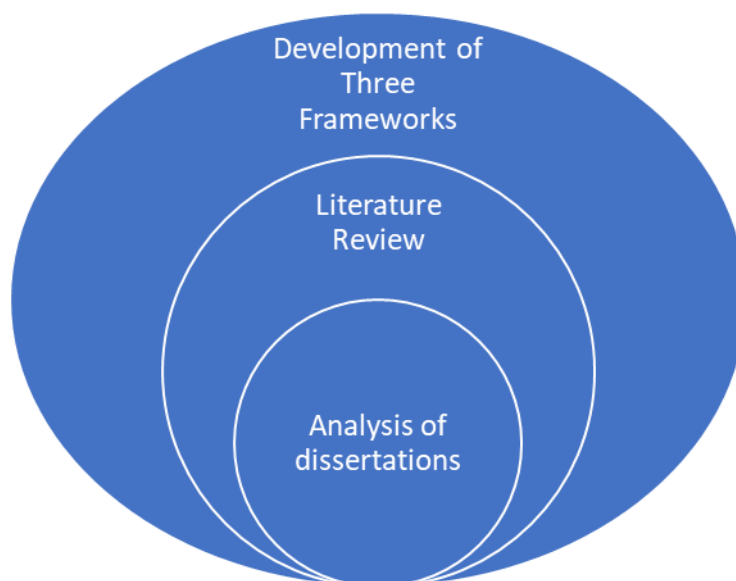 Development of
Three
Frameworks
Literature
Review
Analysis of
dissertations